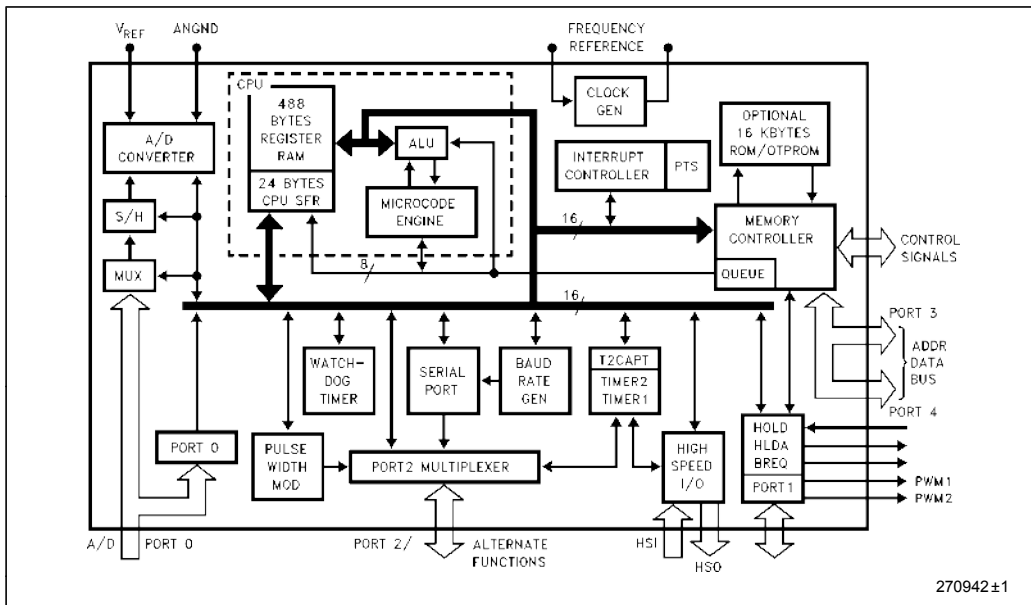 VREF
ANGND
FREQUENCY
REFERENCE
CPU
488
BYTES
REGISTER
RAM
24 BYTES
CPU SFR
ALU
MICROCODE
ENGINE
CLOCK
GEN
INTERRUPT
CONTROLLER
PTS
OPTIONAL
16 KBYTES
ROM/OTPROM
A/D
CONVERTER
S/H
MUX
MEMORY
CONTROLLER
QUEUE
CONTROL
SIGNALS
16
8
16
PORT 3
ADDR
DATA
BUS
PORT 4
WATCH-
DOG
TIMER
SERIAL
PORT
BAUD
RATE
GEN
T2CAPT
TIMER2
TIMER1
PORT 0
PULSE
WIDTH
MOD
PORT2 MULTIPLEXER
HIGH
SPEED
I/O
HOLD
HLDA
BREQ
PORT1
PWM1
PWM2
A/D
PORT 0
PORT 2/
ALTERNATE
FUNCTIONS
HSI
HSO
270942±1